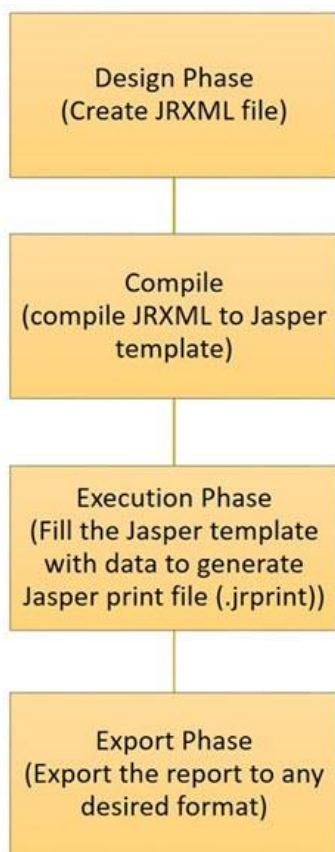 Design Phase
(Create JRXML file)
Compile
(compile JRXML to Jasper
template)
Execution Phase
(Fill the Jasper template
with data to generate
Jasper print file (.jrprint))
Export Phase
(Export the report to any
desired format)